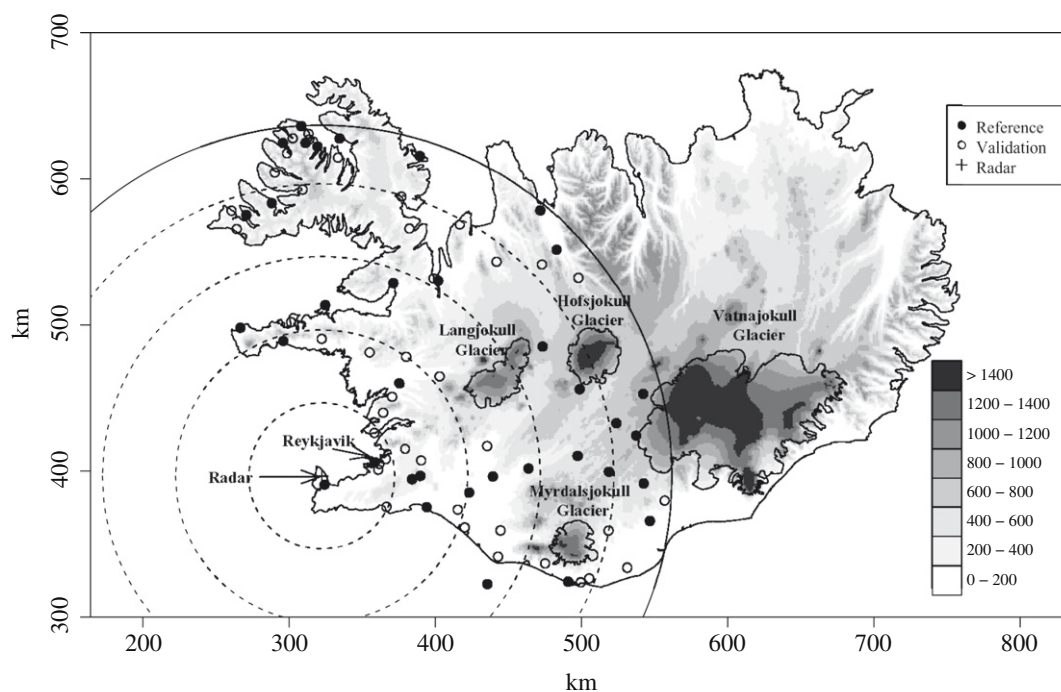 700
600
500
400
300
km
Reference
Validation
Radar
Hofsjokull
Glacier
Langjokull
Glacier
Vatnajokull
Glacier
Reykjavik
Radar
Myrdalsjokull
Glacier
> 1400
1200 – 1400
1000 – 1200
800 – 1000
600 – 800
400 – 600
200 – 400
0 – 200
200 300 400 500 600 700 800
km